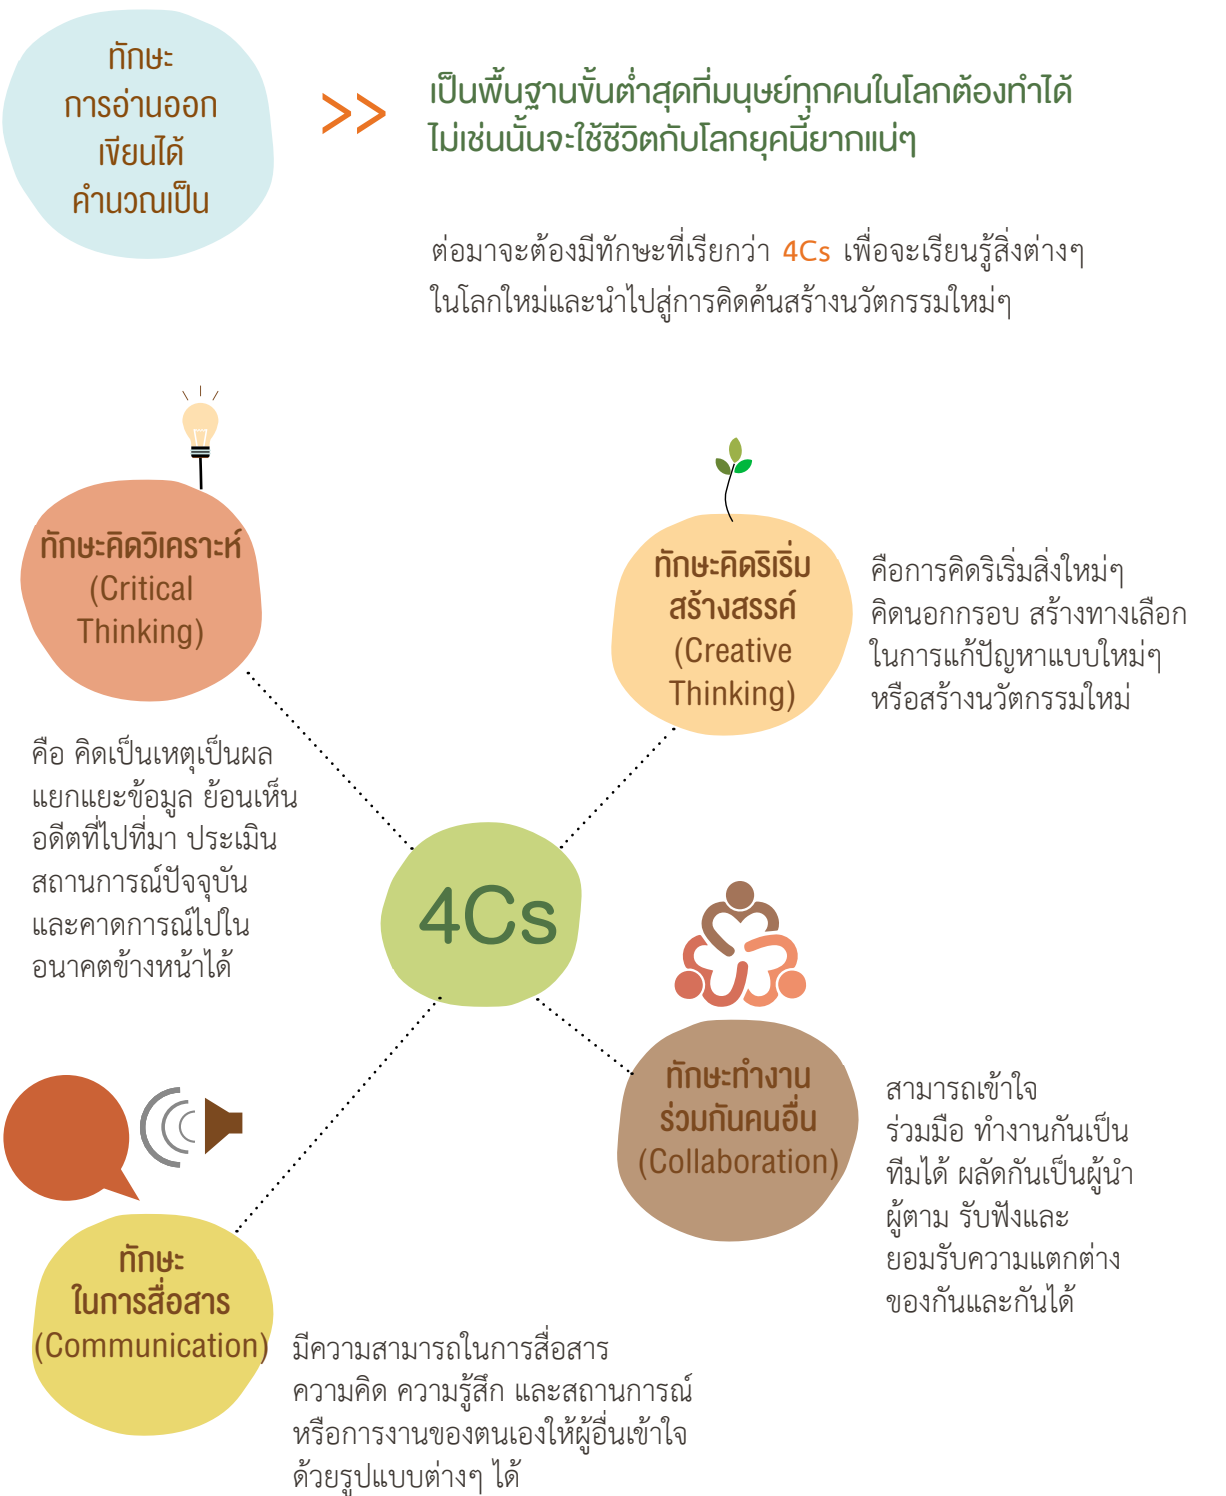 ทักษะ
การอ่านออก
เขียนได้
คำนวณเป็น
เป็นพื้นฐานขั้นต่ำสุดที่มนุษย์ทุกคนในโลกต้องทำได้
ไม่เช่นนั้นจะใช้ชีวิตกับโลกยุคนี้ยากแน่ๆ
ต่อมาจะต้องมีทักษะที่เรียกว่า 4Cs เพื่อจะเรียนรู้สิ่งต่างๆ
ในโลกใหม่และนำไปสู่การคิดค้นสร้างนวัตกรรมใหม่ๆ
ทักษะคิดวิเคราะห์
(Critical
Thinking)
คือ คิดเป็นเหตุเป็นผล
แยกแยะข้อมูล ย้อนเห็น
อดีตที่ไปที่มา ประเมิน
สถานการณ์ปัจจุบัน
และคาดการณ์ไปใน
อนาคตข้างหน้าได้
ทักษะคิดริเริ่ม
สร้างสรรค์
(Creative
Thinking)
คือการคิดริเริ่มสิ่งใหม่ๆ
คิดนอกกรอบ สร้างทางเลือก
ในการแก้ปัญหาแบบใหม่ๆ
หรือสร้างนวัตกรรมใหม่
4Cs
ทักษะทำงาน
ร่วมกันคนอื่น
(Collaboration)
สามารถเข้าใจ
ร่วมมือ ทำงานกันเป็น
ทีมได้ ผลัดกันเป็นผู้นำ
ผู้ตาม รับฟังและ
ยอมรับความแตกต่าง
ของกันและกันได้
ทักษะ
ในการสื่อสาร
(Communication)
มีความสามารถในการสื่อสาร
ความคิด ความรู้สึก และสถานการณ์
หรือการงานของตนเองให้ผู้อื่นเข้าใจ
ด้วยรูปแบบต่างๆ ได้